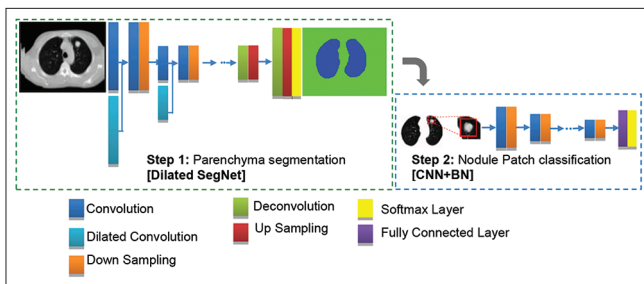 Step 1: Parenchyma segmentation
[Dilated SegNet]
Step 2: Nodule Patch classification
[CNN+BN]
Convolution
Dilated Convolution
Down Sampling
Deconvolution
Up Sampling
Softmax Layer
Fully Connected Layer